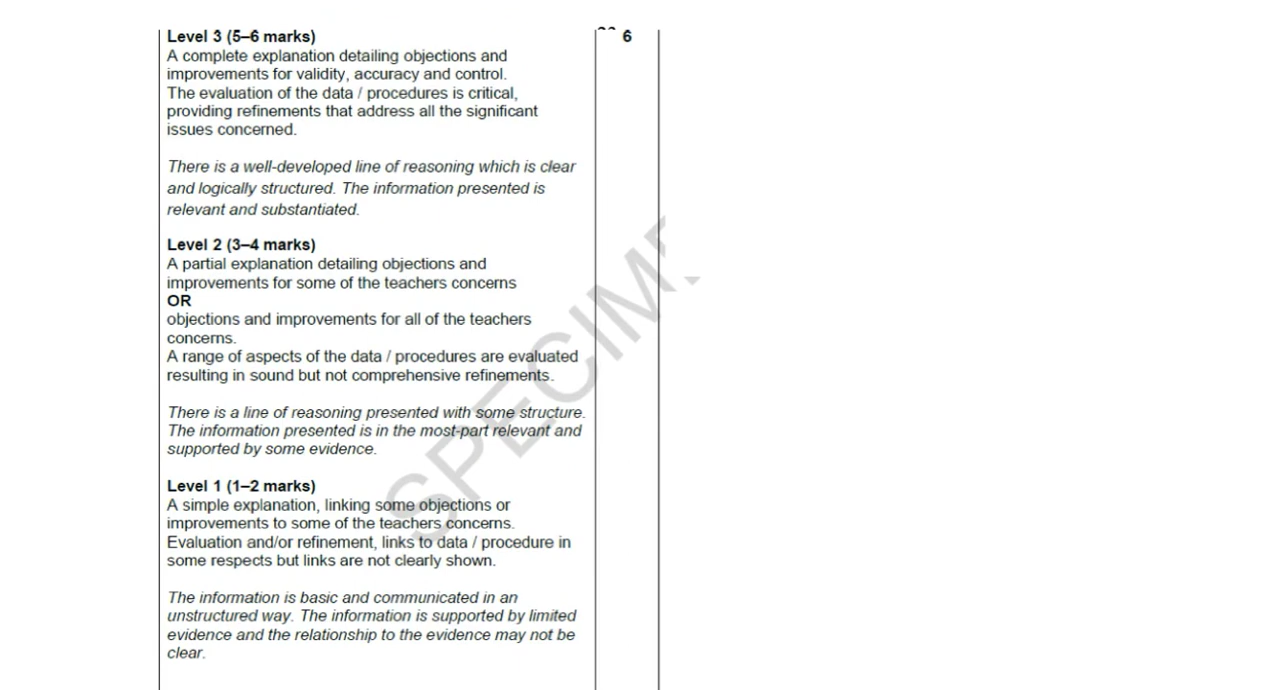 Level 3 (5–6 marks)
6
A complete explanation detailing objections and
improvements for validity, accuracy and control.
The evaluation of the data / procedures is critical,
providing refinements that address all the significant
issues concerned.
There is a well-developed line of reasoning which is clear
and logically structured. The information presented is
relevant and substantiated.
Level 2 (3–4 marks)
A partial explanation detailing objections and
improvements for some of the teachers concerns
OR
objections and improvements for all of the teachers
concerns.
A range of aspects of the data / procedures are evaluated
resulting in sound but not comprehensive refinements.
There is a line of reasoning presented with some structure.
The information presented is in the most-part relevant and
supported by some evidence.
Level 1 (1–2 marks)
A simple explanation, linking some objections or
improvements to some of the teachers concerns.
Evaluation and/or refinement, links to data / procedure in
some respects but links are not clearly shown.
The information is basic and communicated in an
unstructured way. The information is supported by limited
evidence and the relationship to the evidence may not be
clear.
SPECIM